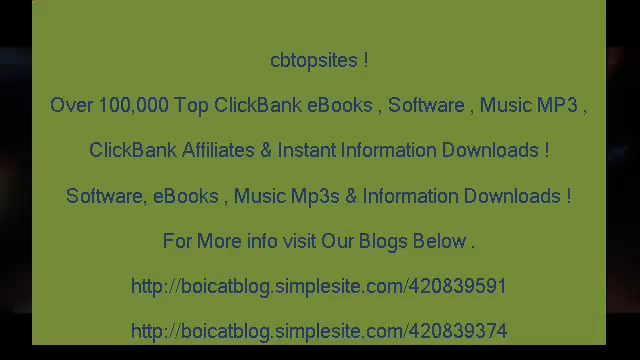 cbtopsites !
Over 100,000 Top ClickBank eBooks , Software , Music MP3 ,
ClickBank Affiliates & Instant Information Downloads !
Software, eBooks , Music Mp3s & Information Downloads !
For More info visit Our Blogs Below .
http://boicatblog.simplesite.com/420839591
http://boicatblog.simplesite.com/420839374